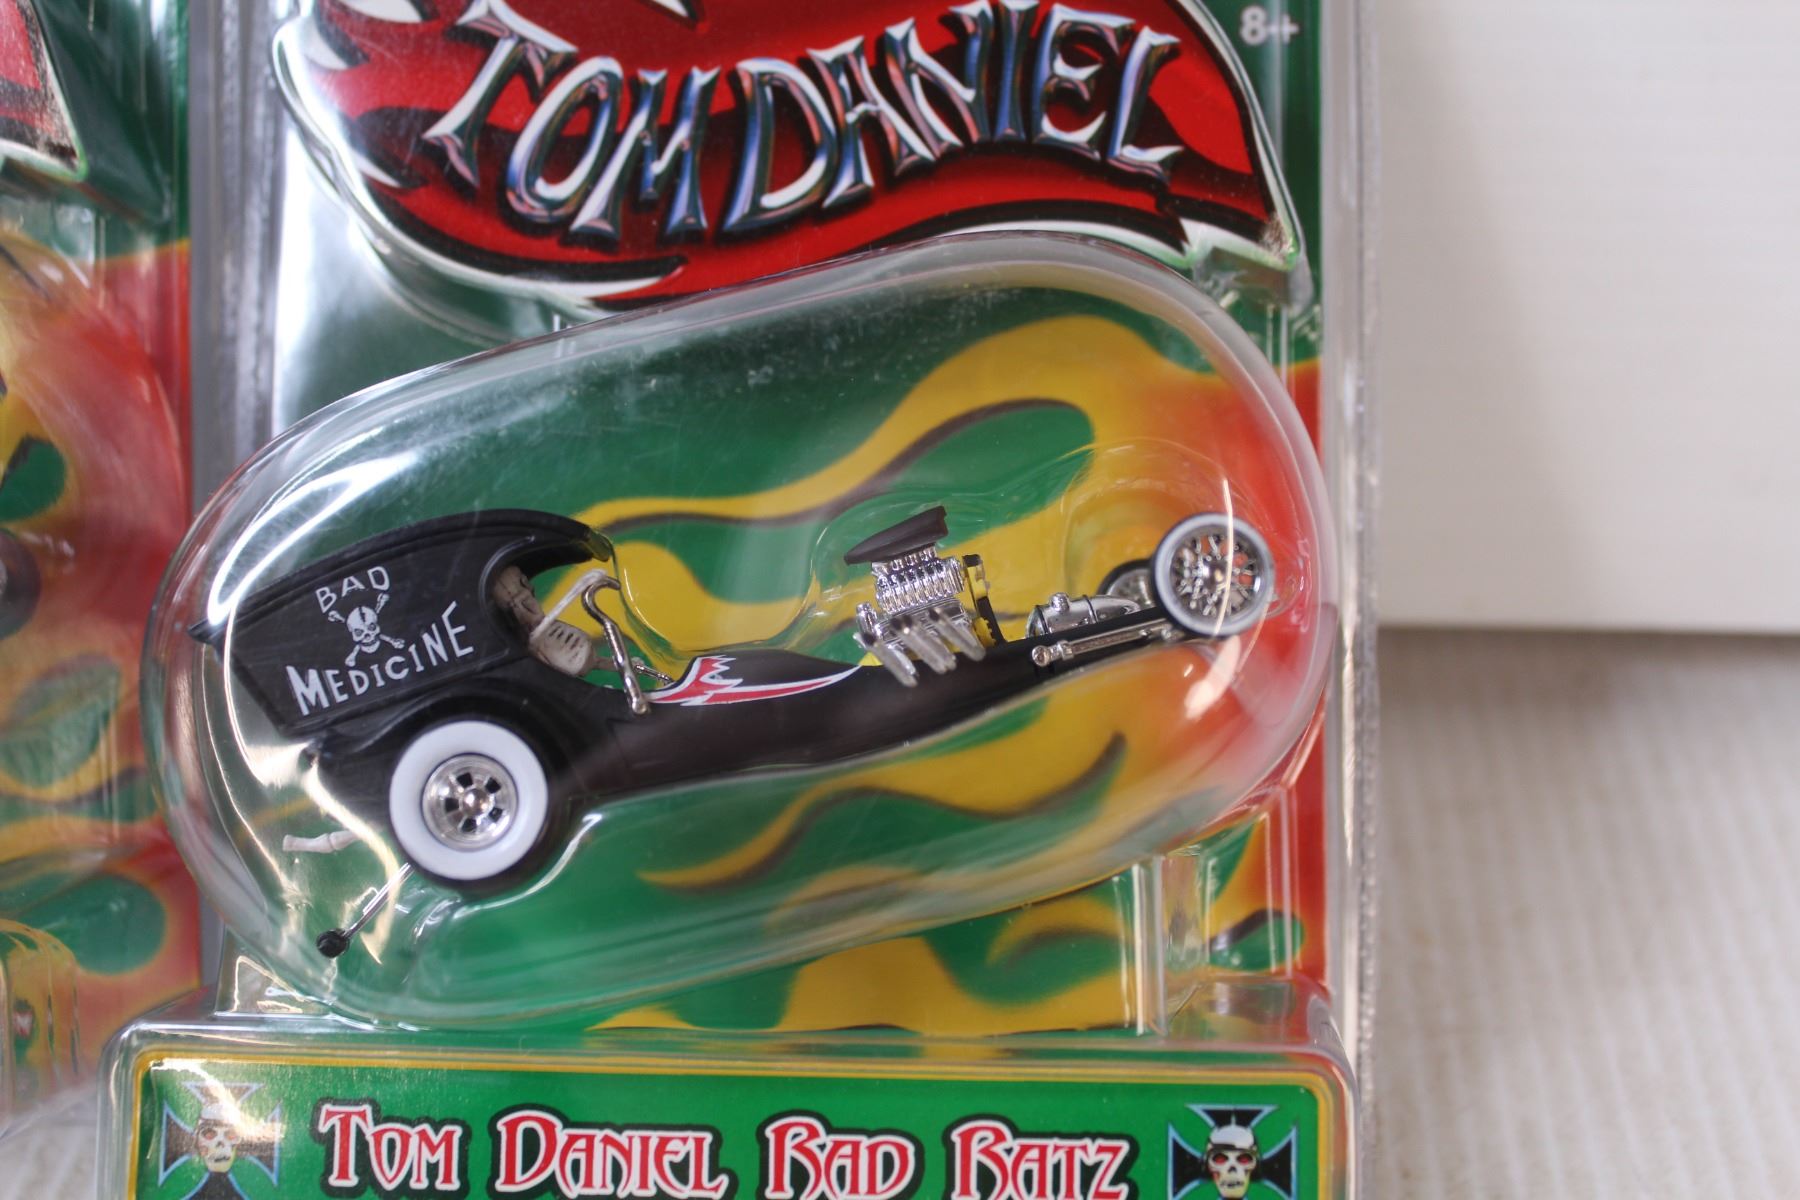 8+
TOM DANIEL
BAD
MEDICINE
TOM DANIEL RAD RATZ